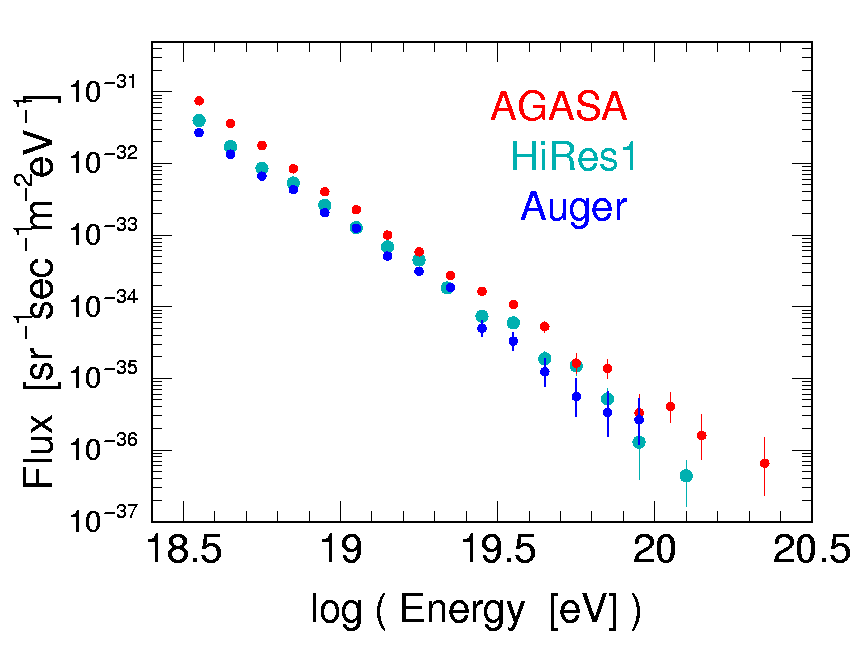 Flux [sr⁻¹sec⁻¹m⁻²eV⁻¹]
10⁻³¹
10⁻³²
10⁻³³
10⁻³⁴
10⁻³⁵
10⁻³⁶
10⁻³⁷
AGASA
HiRes1
Auger
18.5 19 19.5 20 20.5
log ( Energy [eV] )